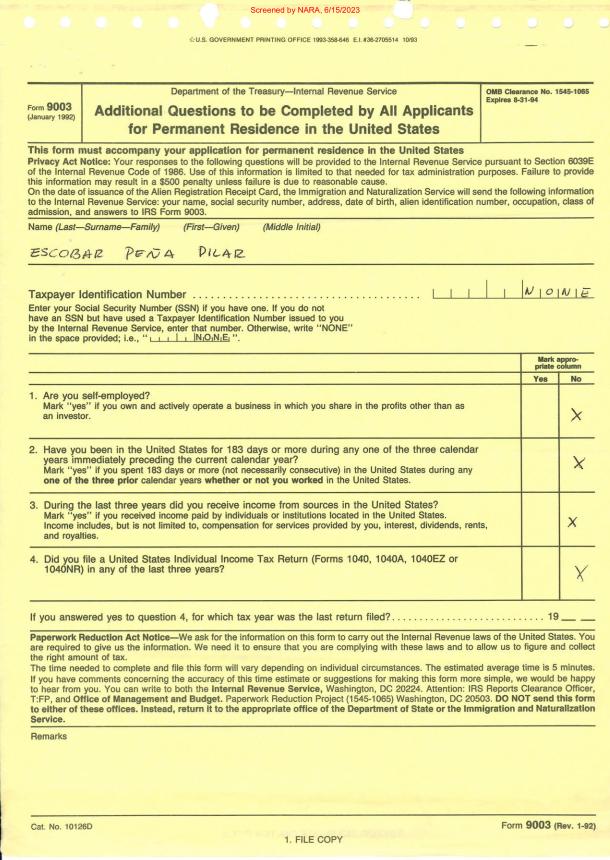 Screened by NARA, 6/15/2023
☆U.S. GOVERNMENT PRINTING OFFICE 1993-358-646 E.I. #36-2705514 10/93
Form 9003
(January 1992)
Department of the Treasury—Internal Revenue Service
Additional Questions to be Completed by All Applicants
for Permanent Residence in the United States
OMB Clearance No. 1545-1065
Expires 8-31-94
This form must accompany your application for permanent residence in the United States
Privacy Act Notice: Your responses to the following questions will be provided to the Internal Revenue Service pursuant to Section 6039E
of the Internal Revenue Code of 1986. Use of this information is limited to that needed for tax administration purposes. Failure to provide
this information may result in a $500 penalty unless failure is due to reasonable cause.
On the date of issuance of the Alien Registration Receipt Card, the Immigration and Naturalization Service will send the following information
to the Internal Revenue Service: your name, social security number, address, date of birth, alien identification number, occupation, class of
admission, and answers to IRS Form 9003.
Name (Last—Surname—Family) (First—Given) (Middle Initial)
ESCOBAR PEÑA DILAR
Taxpayer Identification Number NONE
Enter your Social Security Number (SSN) if you have one. If you do not
have an SSN but have used a Taxpayer Identification Number issued to you
by the Internal Revenue Service, enter that number. Otherwise, write "NONE"
in the space provided; i.e., " NONE ".
Mark appro-
priate column
Yes No
1. Are you self-employed?
Mark "yes" if you own and actively operate a business in which you share in the profits other than as
an investor.
X
2. Have you been in the United States for 183 days or more during any one of the three calendar
years immediately preceding the current calendar year?
Mark "yes" if you spent 183 days or more (not necessarily consecutive) in the United States during any
one of the three prior calendar years whether or not you worked in the United States.
X
3. During the last three years did you receive income from sources in the United States?
Mark "yes" if you received income paid by individuals or institutions located in the United States.
Income includes, but is not limited to, compensation for services provided by you, interest, dividends, rents,
and royalties.
X
4. Did you file a United States Individual Income Tax Return (Forms 1040, 1040A, 1040EZ or
1040NR) in any of the last three years?
X
If you answered yes to question 4, for which tax year was the last return filed? 19 __ __
Paperwork Reduction Act Notice—We ask for the information on this form to carry out the Internal Revenue laws of the United States. You
are required to give us the information. We need it to ensure that you are complying with these laws and to allow us to figure and collect
the right amount of tax.
The time needed to complete and file this form will vary depending on individual circumstances. The estimated average time is 5 minutes.
If you have comments concerning the accuracy of this time estimate or suggestions for making this form more simple, we would be happy
to hear from you. You can write to both the Internal Revenue Service, Washington, DC 20224. Attention: IRS Reports Clearance Officer,
T:FP, and Office of Management and Budget. Paperwork Reduction Project (1545-1065) Washington, DC 20503. DO NOT send this form
to either of these offices. Instead, return it to the appropriate office of the Department of State or the Immigration and Naturalization
Service.
Remarks
Cat. No. 10126D
Form 9003 (Rev. 1-92)
1. FILE COPY